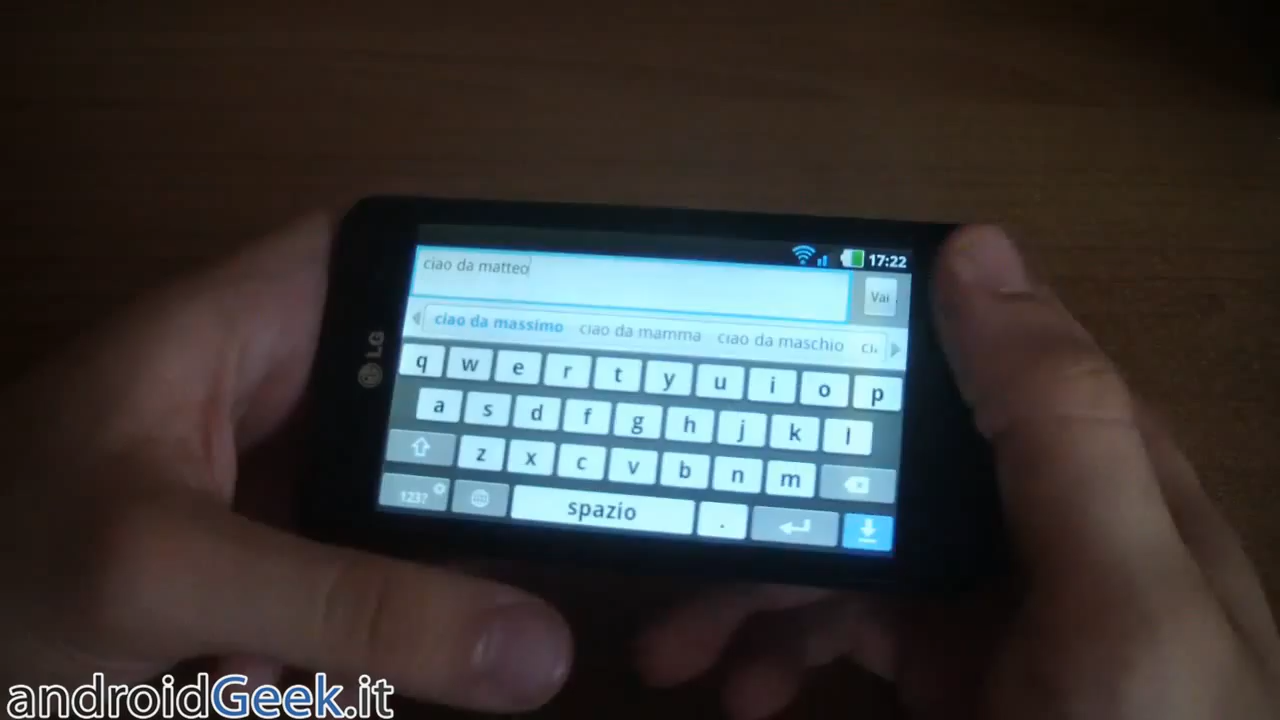 17:22
ciao da matteo
Vai
ciao da massimo ciao da mamma ciao da maschio
LG
q w e r t y u i o p
a s d f g h j k l
z x c v b n m
123? spazio .
androidGeek.it